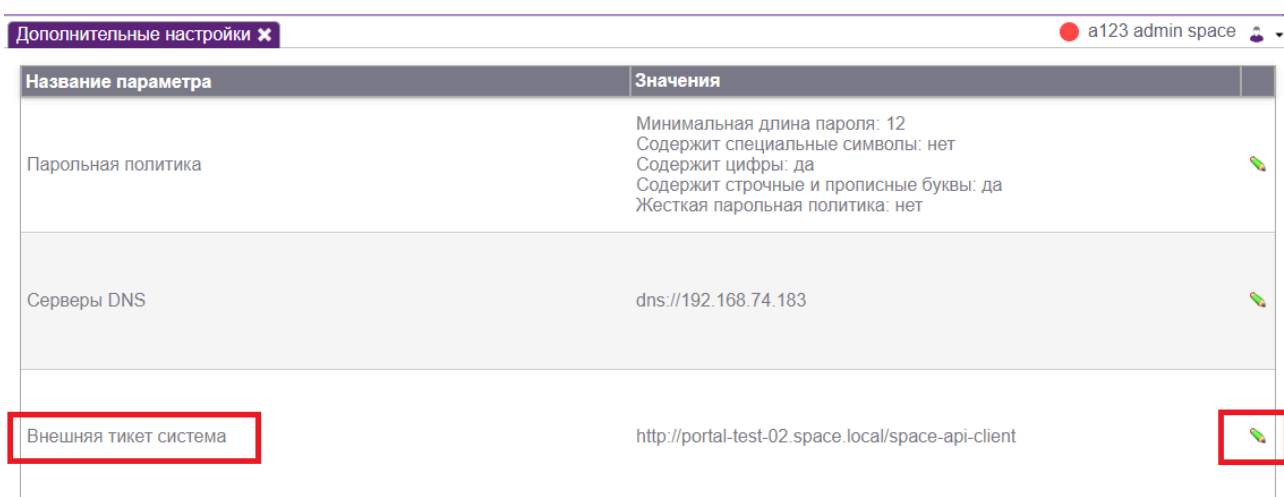 Дополнительные настройки
a123 admin space
Название параметра
Значения
Парольная политика
Минимальная длина пароля: 12
Содержит специальные символы: нет
Содержит цифры: да
Содержит строчные и прописные буквы: да
Жесткая парольная политика: нет
Серверы DNS
dns://192.168.74.183
Внешняя тикет система
http://portal-test-02.space.local/space-api-client